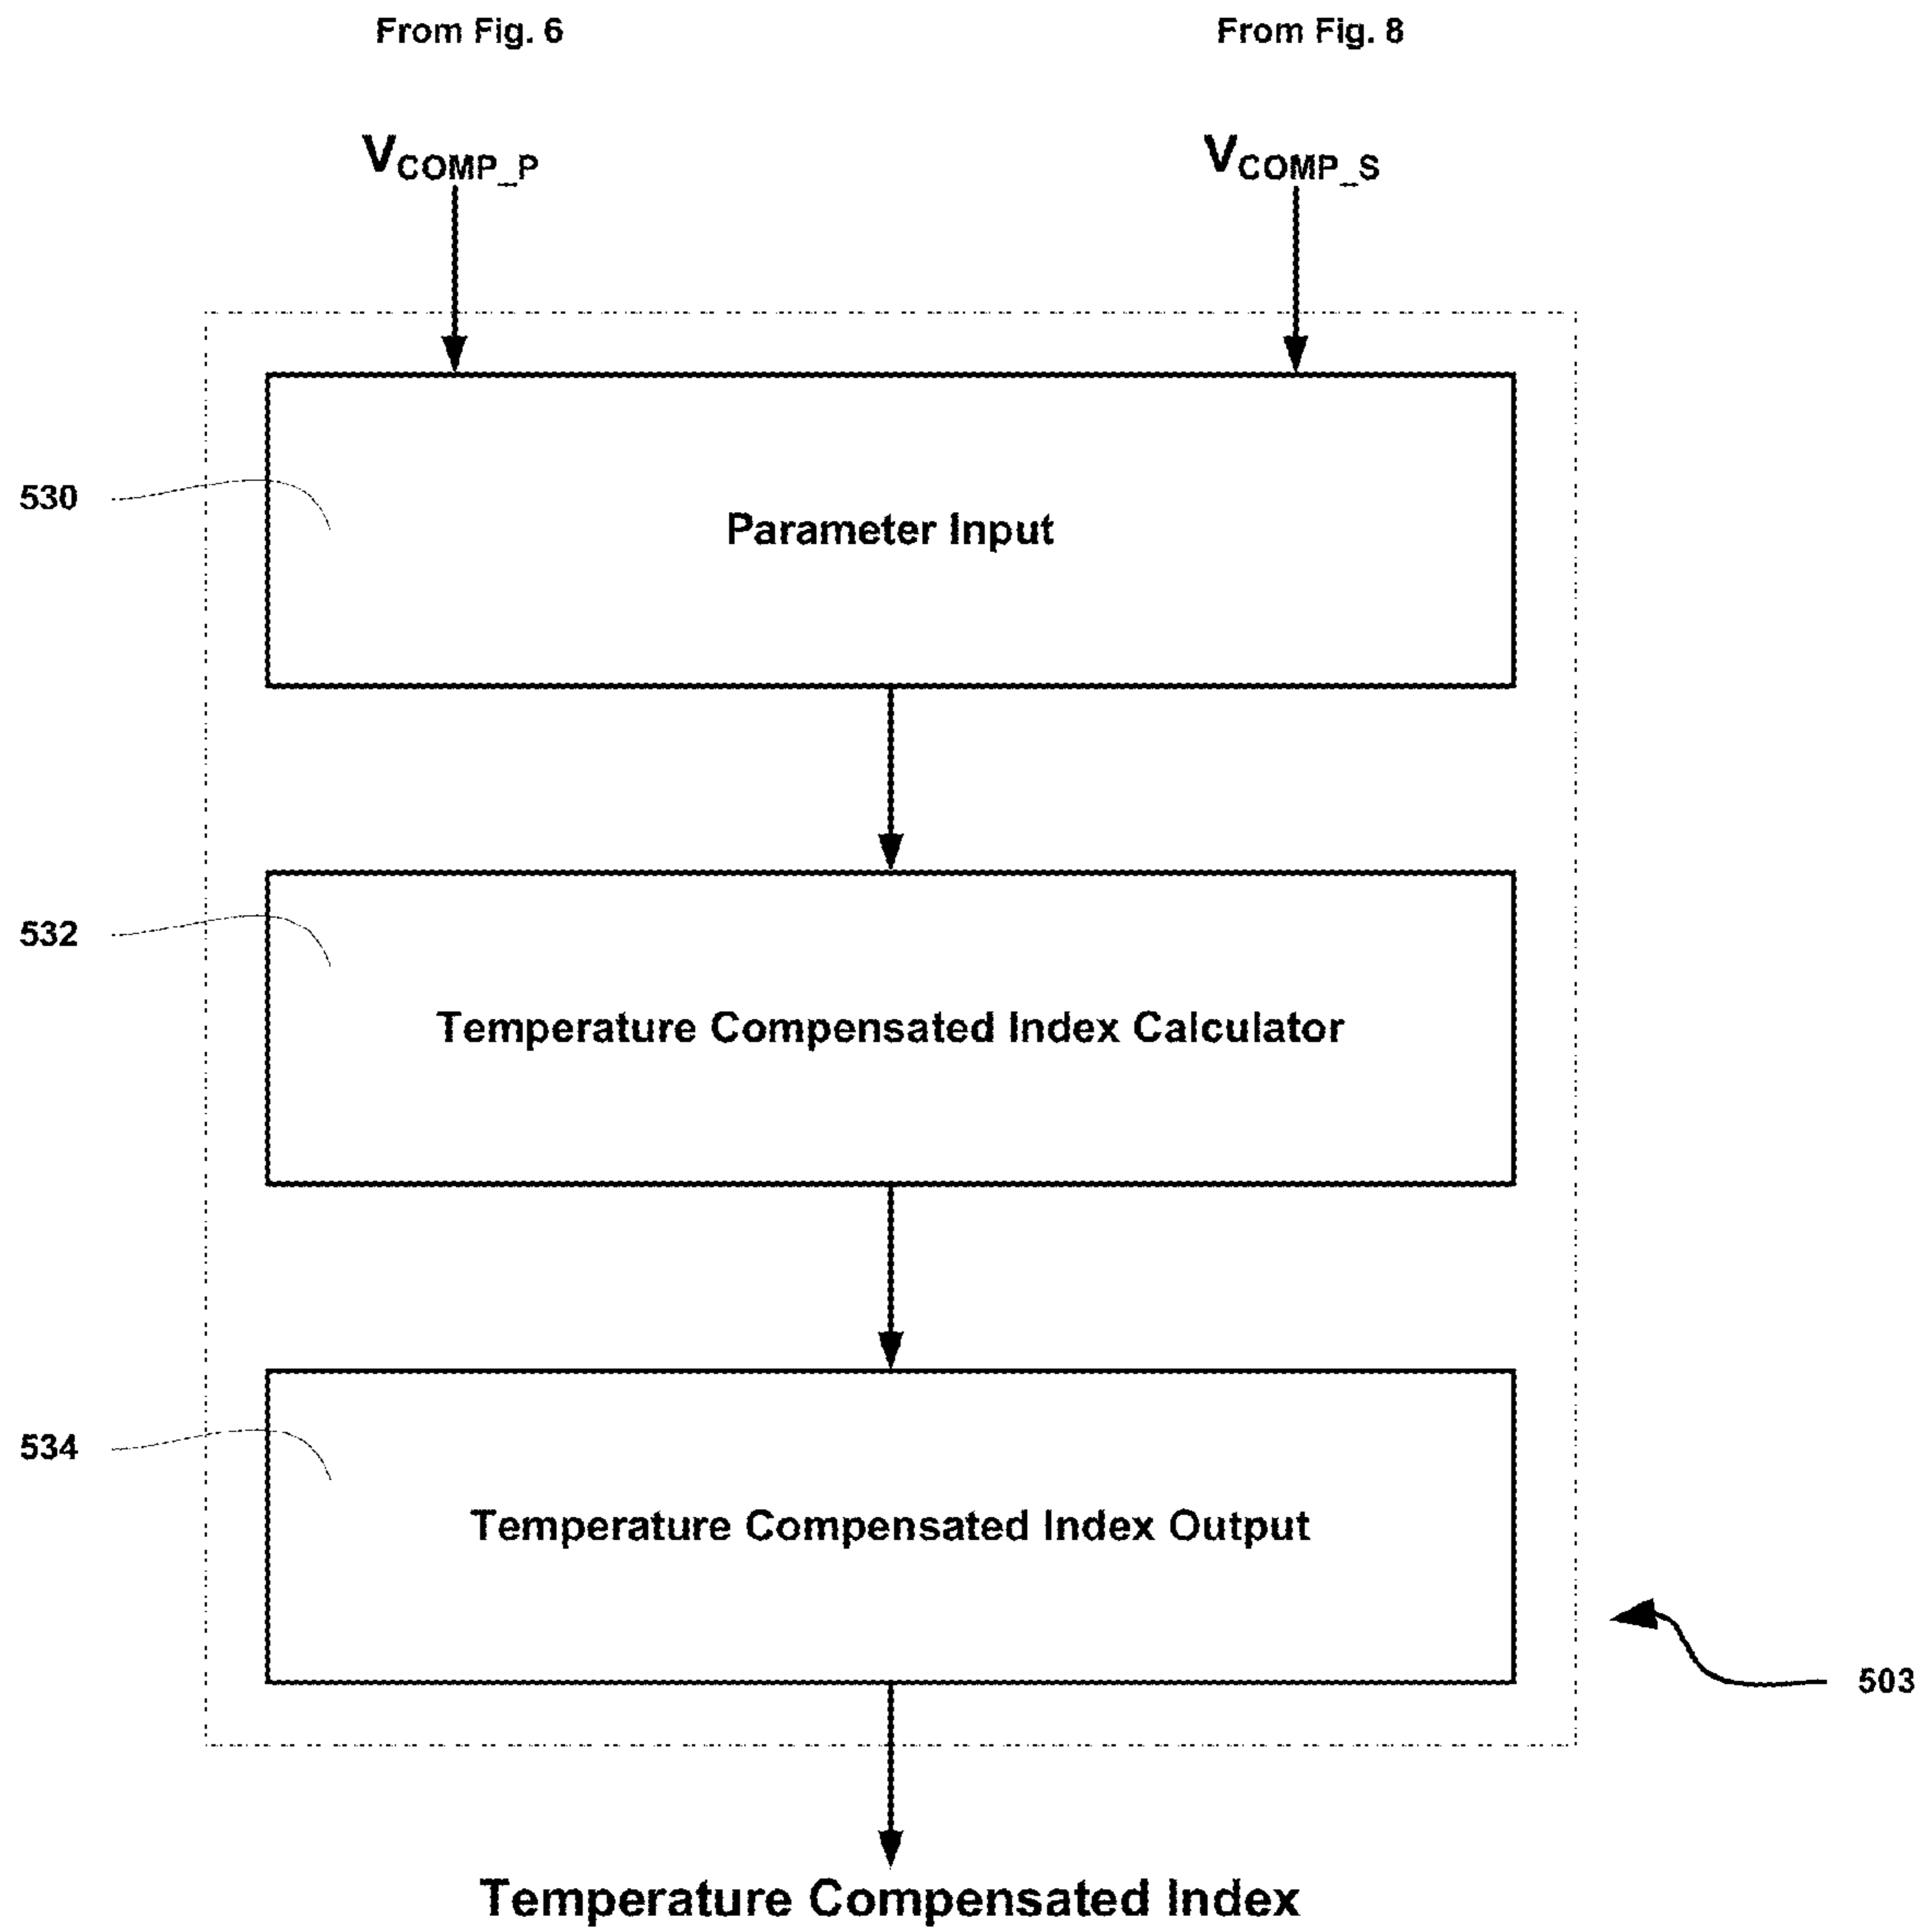 From Fig. 6
From Fig. 8
VCOMP_P
VCOMP_S
530
Parameter Input
532
Temperature Compensated Index Calculator
534
Temperature Compensated Index Output
503
Temperature Compensated Index